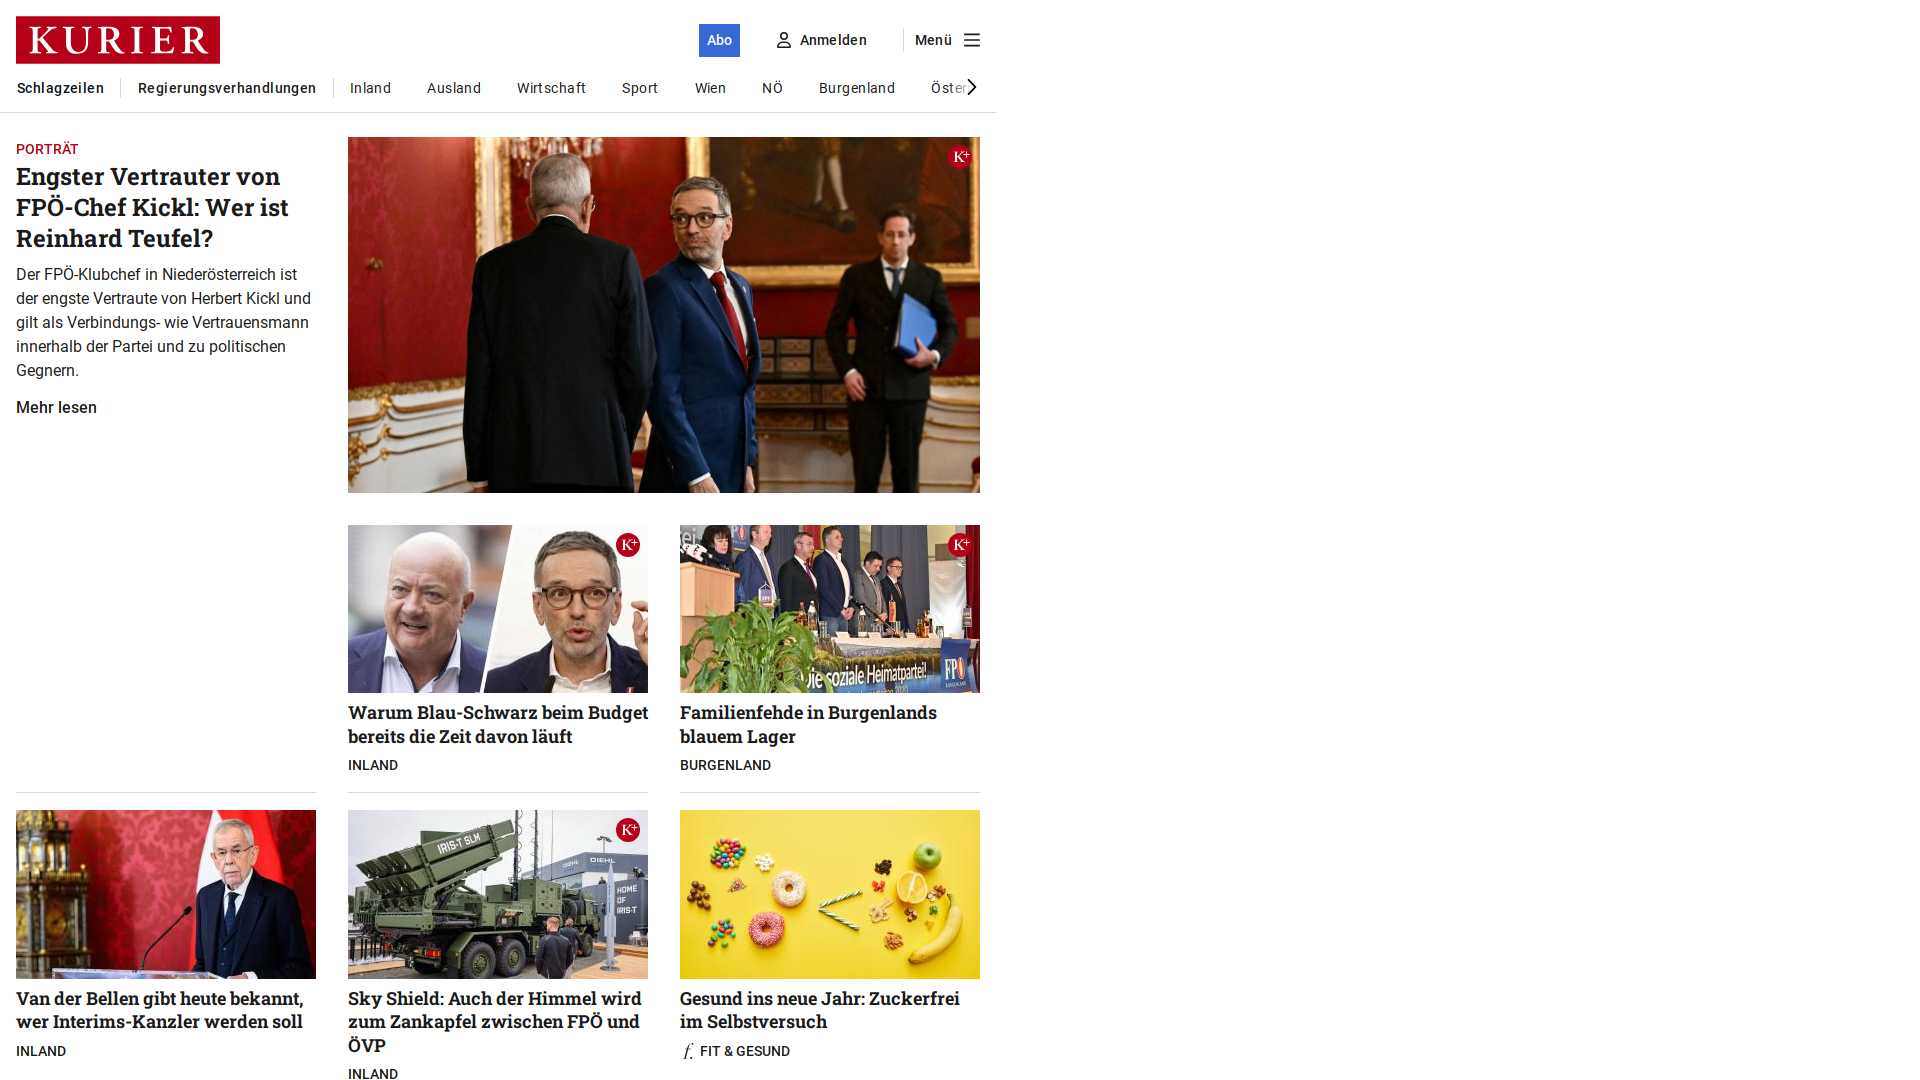 KURIER
Abo
Anmelden
Menü
Schlagzeilen
Regierungsverhandlungen
Inland
Ausland
Wirtschaft
Sport
Wien
NÖ
Burgenland
PORTRÄT
Engster Vertrauter von
FPÖ-Chef Kickl: Wer ist
Reinhard Teufel?
Der FPÖ-Klubchef in Niederösterreich ist
der engste Vertraute von Herbert Kickl und
gilt als Verbindungs- wie Vertrauensmann
innerhalb der Partei und zu politischen
Gegnern.
Mehr lesen
K+
K+
K+
soziale Heimatpartei!
FP
Warum Blau-Schwarz beim Budget
bereits die Zeit davon läuft
INLAND
Familienfehde in Burgenlands
blauem Lager
BURGENLAND
K+
IRIS-T SLM
DIEHL
DIEHL
HOME
OF
IRIS-T
Van der Bellen gibt heute bekannt,
wer Interims-Kanzler werden soll
INLAND
Sky Shield: Auch der Himmel wird
zum Zankapfel zwischen FPÖ und
ÖVP
INLAND
Gesund ins neue Jahr: Zuckerfrei
im Selbstversuch
f. FIT & GESUND